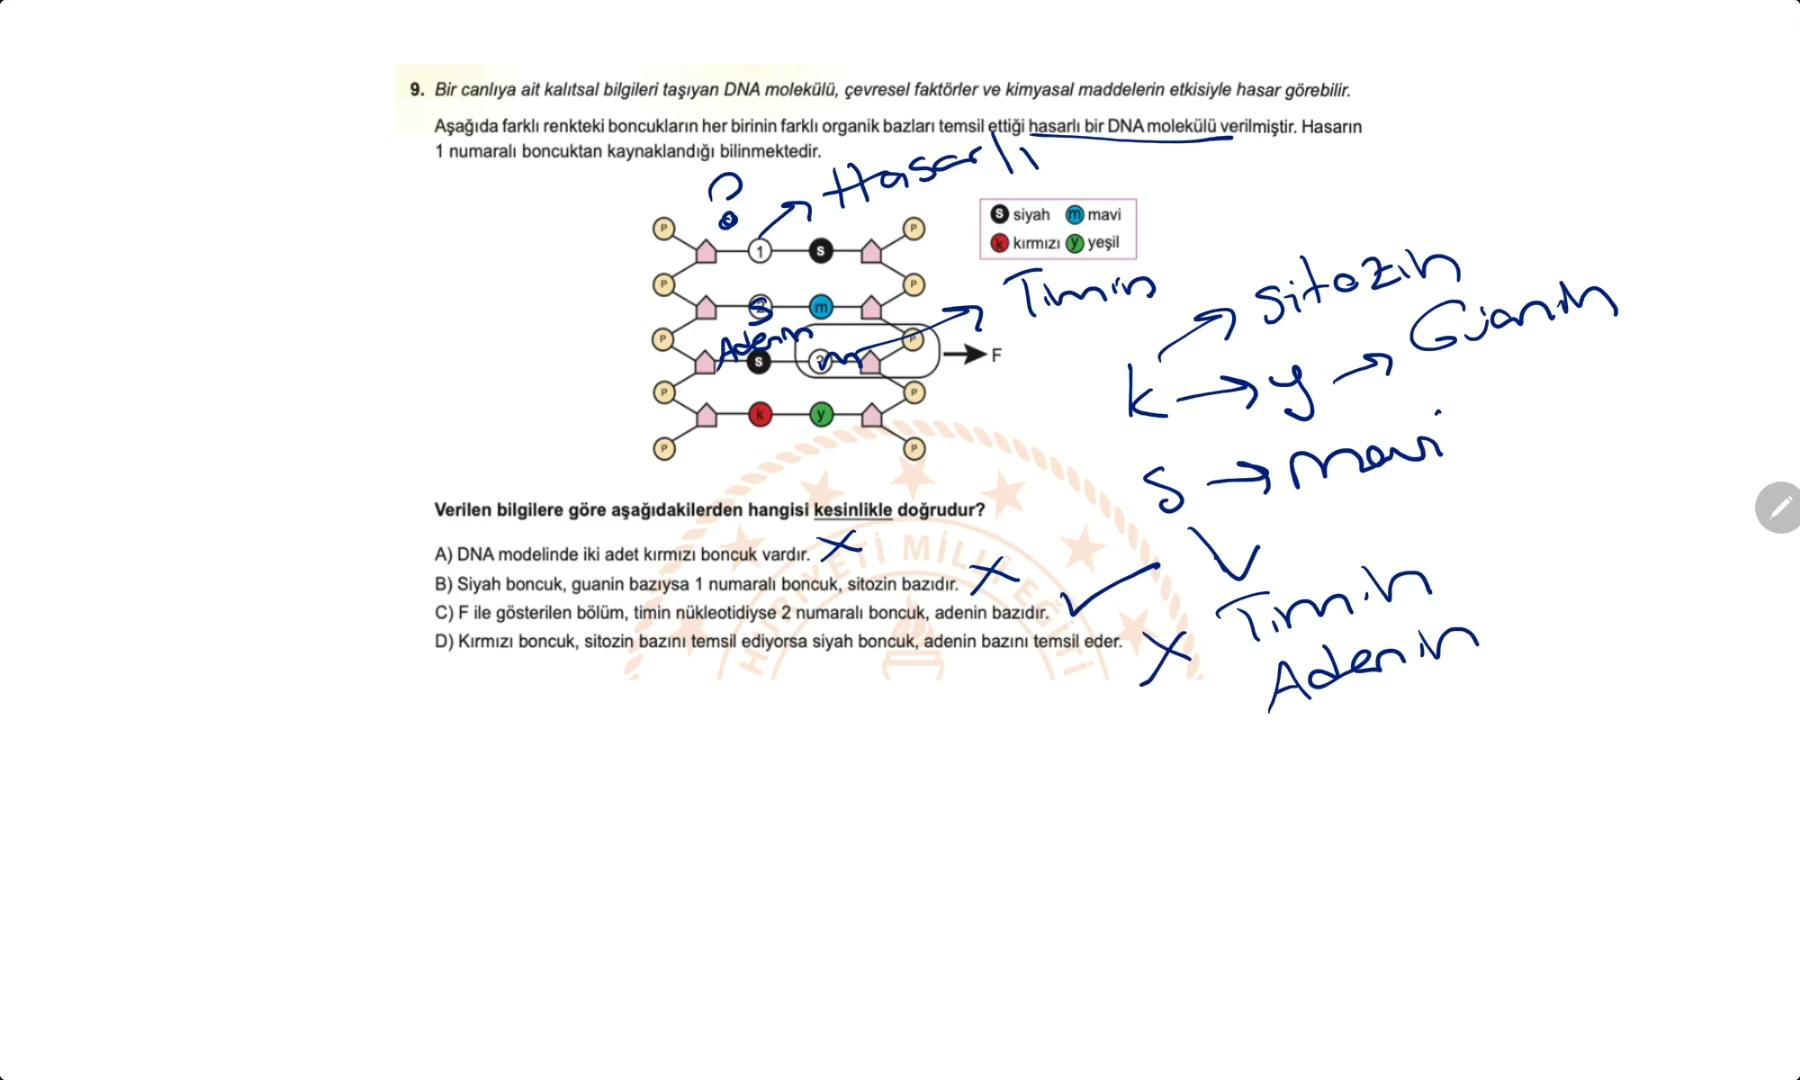 9. Bir canlıya ait kalıtsal bilgileri taşıyan DNA molekülü, çevresel faktörler ve kimyasal maddelerin etkisiyle hasar görebilir.
Aşağıda farklı renkteki boncukların her birinin farklı organik bazları temsil ettiği hasarlı bir DNA molekülü verilmiştir. Hasarın
1 numaralı boncuktan kaynaklandığı bilinmektedir.
? Hasarlı
P P
1 s
P P
s m
P P
Adenin
s m F
P P
k y
P P
s siyah m mavi
k kırmızı y yeşil
Timin
k → sitozin
k → y → Guanin
s → mavi
Timin
Adenin
Verilen bilgilere göre aşağıdakilerden hangisi kesinlikle doğrudur?
A) DNA modelinde iki adet kırmızı boncuk vardır.
B) Siyah boncuk, guanin bazıysa 1 numaralı boncuk, sitozin bazıdır.
C) F ile gösterilen bölüm, timin nükleotidiyse 2 numaralı boncuk, adenin bazıdır.
D) Kırmızı boncuk, sitozin bazını temsil ediyorsa siyah boncuk, adenin bazını temsil eder.